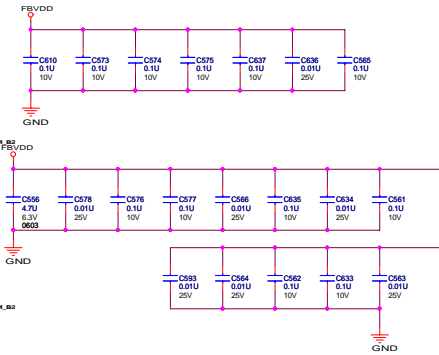 FBVDD
C610 C573 C574 C575 C637 C636 C565
0.1U 0.1U 0.1U 0.1U 0.1U 0.01U 0.1U
10V 10V 10V 10V 10V 25V 10V
GND
M_B2
FBVDD
C556 C578 C576 C577 C566 C635 C634 C561
4.7U 0.01U 0.1U 0.1U 0.01U 0.1U 0.01U 0.1U
6.3V 25V 10V 10V 25V 10V 25V 10V
0603
GND
C593 C564 C562 C633 C563
0.01U 0.01U 0.1U 0.1U 0.01U
25V 25V 10V 10V 25V
M_B2
GND